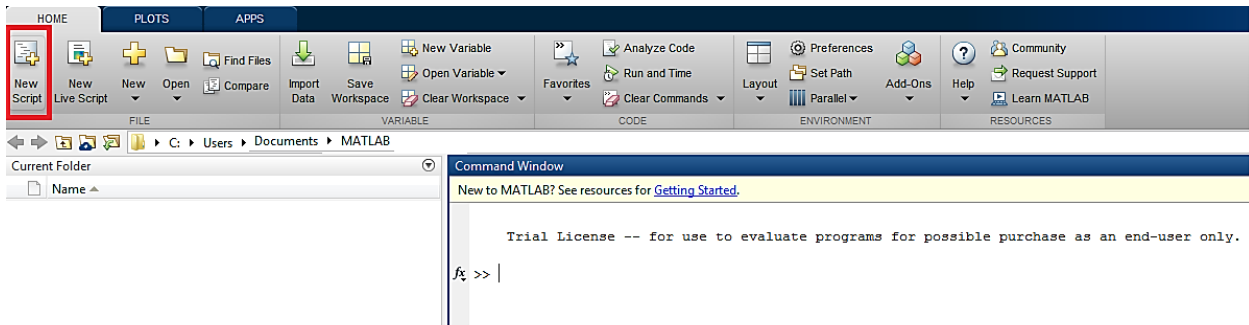 HOME PLOTS APPS
New Script
New Live Script
New
Open
Find Files
Compare
FILE
Import Data
Save Workspace
New Variable
Open Variable
Clear Workspace
VARIABLE
Favorites
Analyze Code
Run and Time
Clear Commands
CODE
Layout
Preferences
Set Path
Parallel
Add-Ons
ENVIRONMENT
Help
Community
Request Support
Learn MATLAB
RESOURCES
C: Users Documents MATLAB
Current Folder
Name
Command Window
New to MATLAB? See resources for Getting Started.
Trial License -- for use to evaluate programs for possible purchase as an end-user only.
fx >>